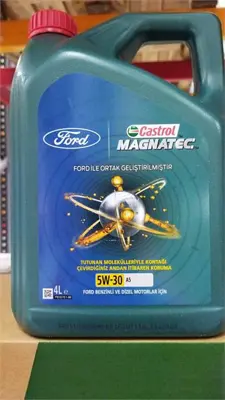 Ford
Castrol
MAGNATEC
FORD İLE ORTAK GELİŞTİRİLMİŞTİR
TUTUNAN MOLEKÜLLERİYLE KONTAĞI
ÇEVİRDİĞİNİZ ANDAN İTİBAREN KORUMA
5W-30 A5
4L e
FORD BENZİNLİ VE DİZEL MOTORLAR İÇİN